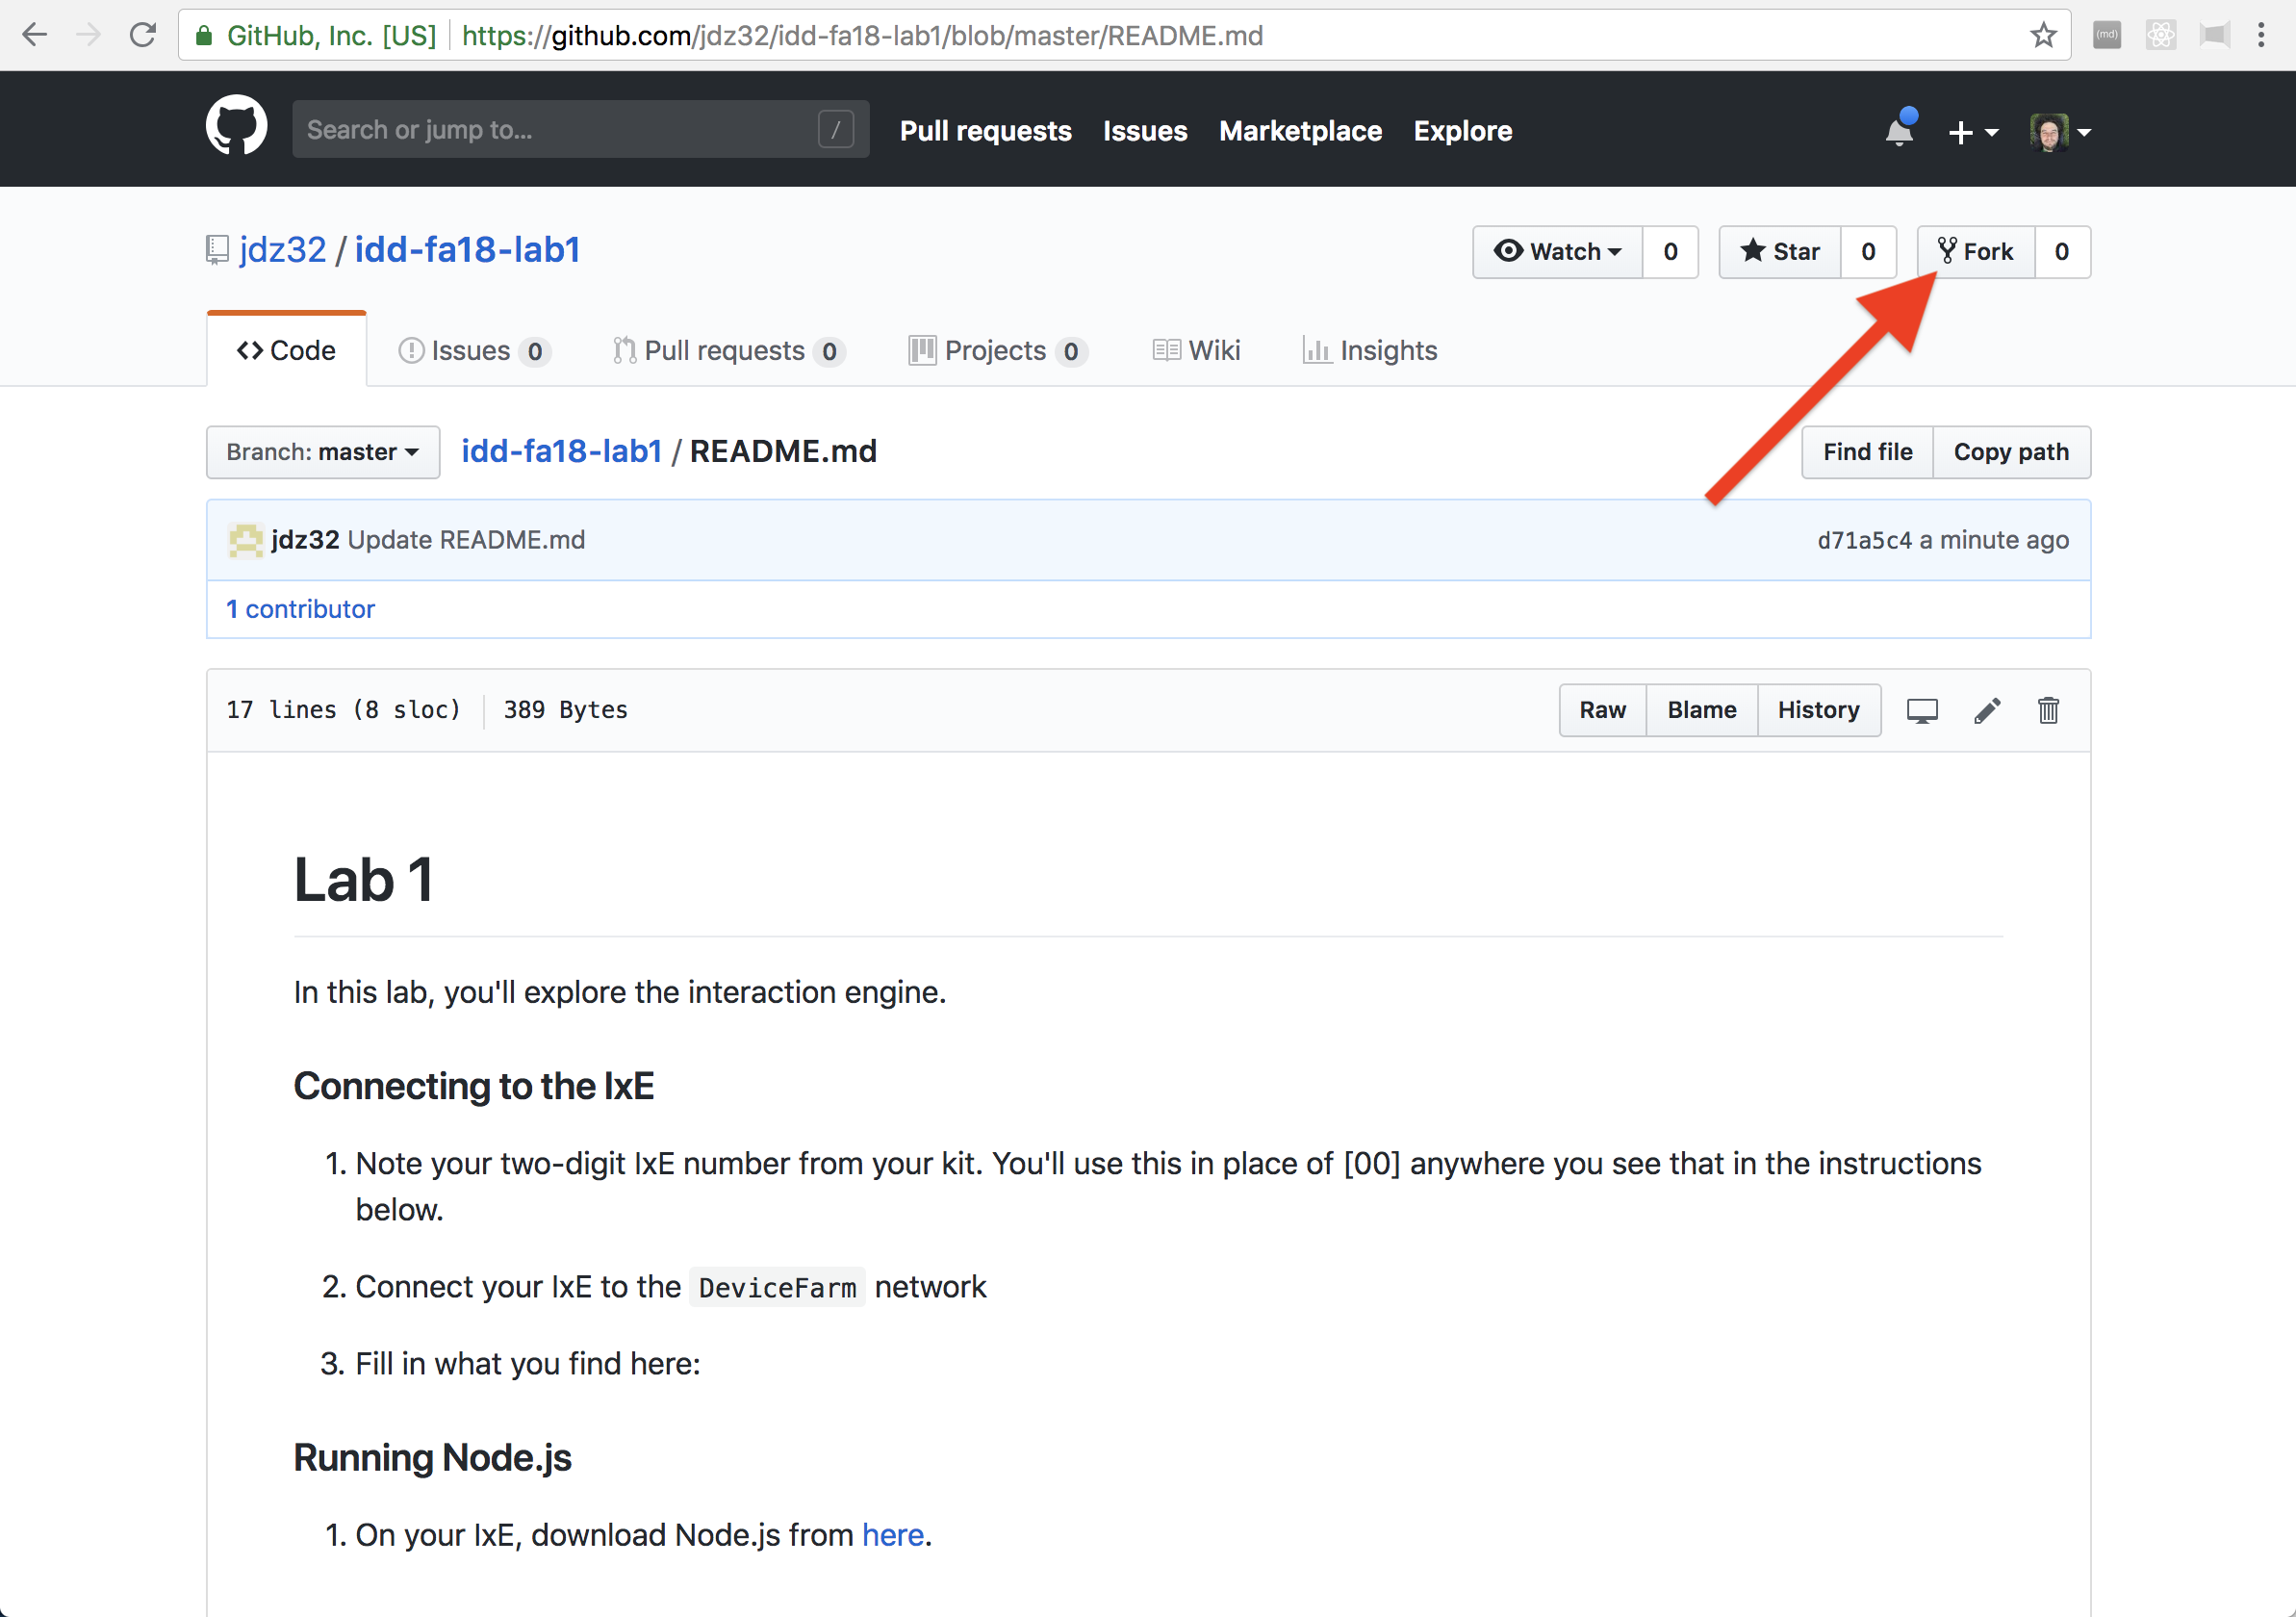 GitHub, Inc. [US] https://github.com/jdz32/idd-fa18-lab1/blob/master/README.md (md)
Search or jump to... / Pull requests Issues Marketplace Explore
jdz32 / idd-fa18-lab1 Watch 0 Star 0 Fork 0
Code Issues 0 Pull requests 0 Projects 0 Wiki Insights
Branch: master idd-fa18-lab1 / README.md Find file Copy path
jdz32 Update README.md d71a5c4 a minute ago
1 contributor
17 lines (8 sloc) 389 Bytes Raw Blame History
Lab 1
In this lab, you'll explore the interaction engine.
Connecting to the IxE
1. Note your two-digit IxE number from your kit. You'll use this in place of [00] anywhere you see that in the instructions
below.
2. Connect your IxE to the DeviceFarm network
3. Fill in what you find here:
Running Node.js
1. On your IxE, download Node.js from here.